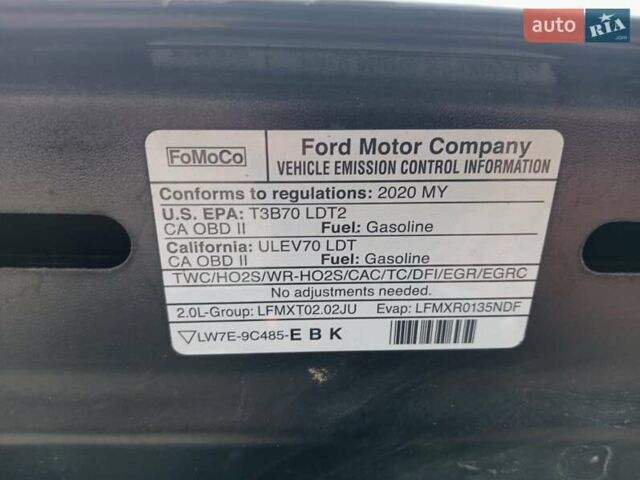 auto RIA.com
FoMoCo
Ford Motor Company
VEHICLE EMISSION CONTROL INFORMATION
Conforms to regulations: 2020 MY
U.S. EPA: T3B70 LDT2
CA OBD II Fuel: Gasoline
California: ULEV70 LDT
CA OBD II Fuel: Gasoline
TWC/HO2S/WR-HO2S/CAC/TC/DFI/EGR/EGRC
No adjustments needed.
2.0L-Group: LFMXT02.02JU Evap: LFMXR0135NDF
LW7E-9C485-E B K